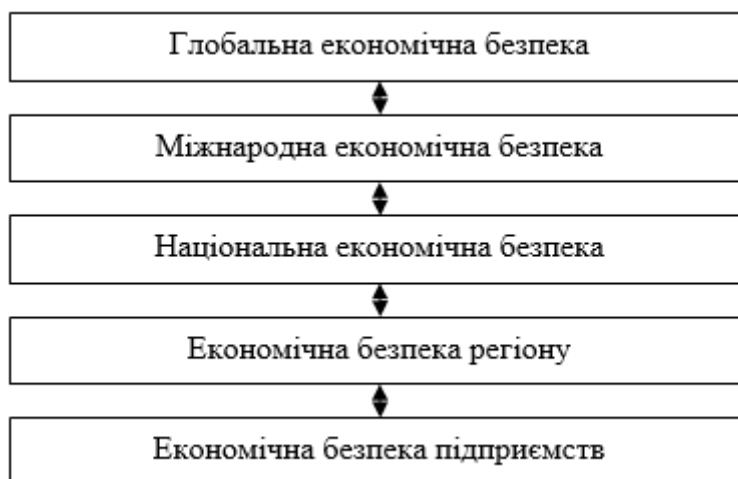 Глобальна економічна безпека
Міжнародна економічна безпека
Національна економічна безпека
Економічна безпека регіону
Економічна безпека підприємств